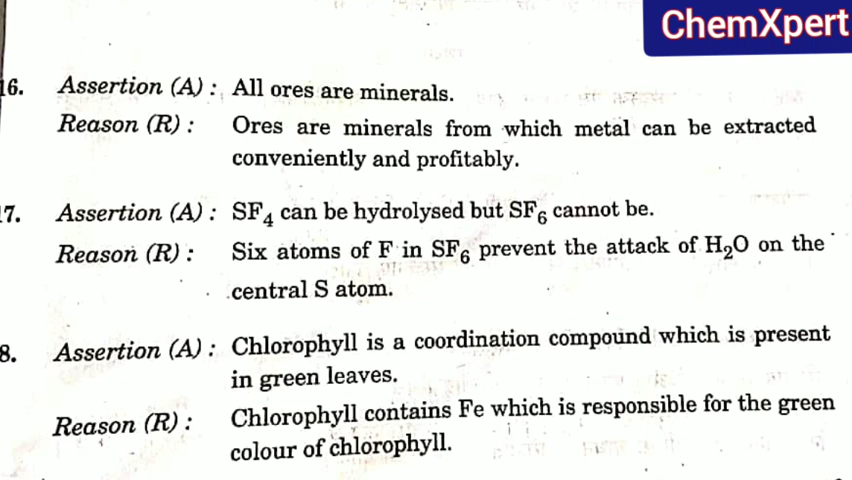 ChemXpert
16. Assertion (A) : All ores are minerals.
Reason (R) : Ores are minerals from which metal can be extracted
conveniently and profitably.
17. Assertion (A) : SF₄ can be hydrolysed but SF₆ cannot be.
Reason (R) : Six atoms of F in SF₆ prevent the attack of H₂O on the
central S atom.
8. Assertion (A) : Chlorophyll is a coordination compound which is present
in green leaves.
Reason (R) : Chlorophyll contains Fe which is responsible for the green
colour of chlorophyll.